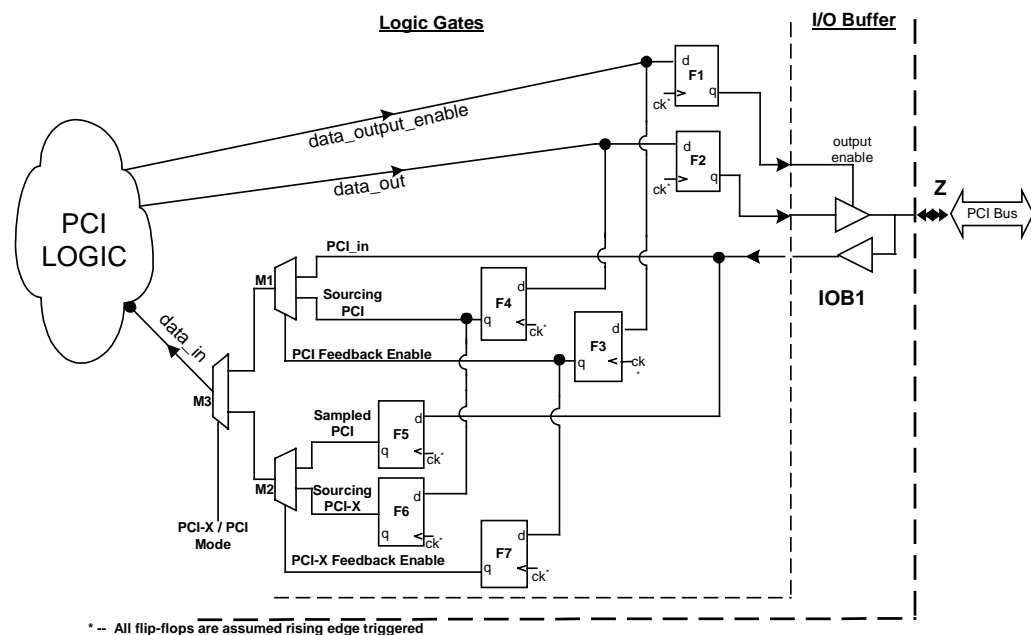 Logic Gates
I/O Buffer
d
F1
q
ck*
data_output_enable
d
F2
q
ck*
data_out
output
enable
Z
PCI Bus
PCI
LOGIC
PCI_in
M1
Sourcing
PCI
d
F4
q
ck*
IOB1
d
F3
q
ck
*
PCI Feedback Enable
data_in
M3
Sampled
PCI
d
F5
q
ck*
M2
Sourcing
PCI-X
d
F6
q
ck*
PCI-X / PCI
Mode
d
F7
q
ck*
PCI-X Feedback Enable
* -- All flip-flops are assumed rising edge triggered